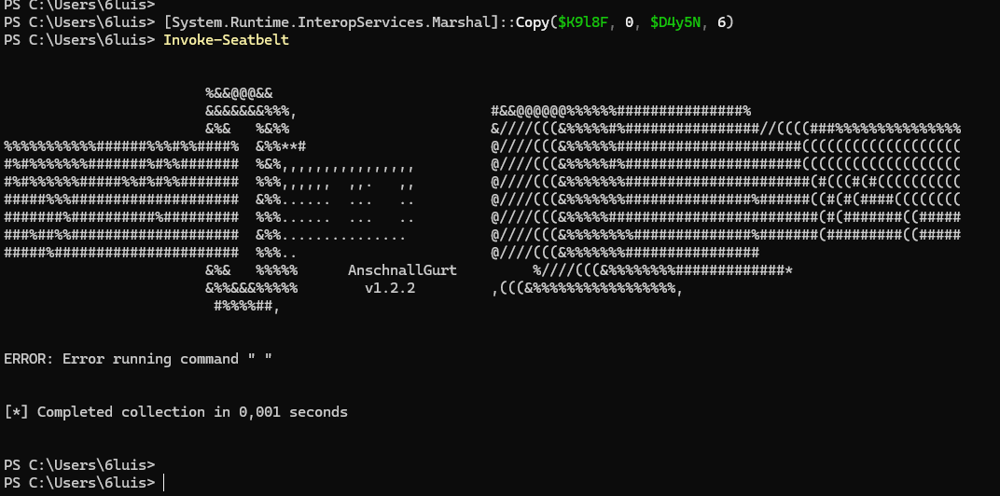 PS C:\Users\6luis>
PS C:\Users\6luis> [System.Runtime.InteropServices.Marshal]::Copy($K9l8F, 0, $D4y5N, 6)
PS C:\Users\6luis> Invoke-Seatbelt
%&&@@@&&
&&&&&&&%%%, #&&@@@@@@%%%%%%###############%
&%& %&%% &////(((&%%%%%#%################//((((###%%%%%%%%%%%%%%%
%%%%%%%%%%%######%%%#%%####% &%%**# @////(((&%%%%%%######################(((((((((((((((((((
#%#%%%%%%%#######%#%%####### %&%,,,,,,,,,,,,,,,, @////(((&%%%%%#%#####################(((((((((((((((((((
#%#%%%%%%#####%%#%#%%####### %%%,,,,,, ,,. ,, @////(((&%%%%%%%######################(#(((#(#((((((((((
#####%%%#################### &%%...... ... .. @////(((&%%%%%%%###############%######((#(#(####((((((((
#######%##########%######### %%%...... ... .. @////(((&%%%%%#########################(#(#######((#####
###%##%%#################### &%%............... @////(((&%%%%%%%%##############%#######(#########((#####
#####%###################### %%%.. @////(((&%%%%%%%################
&%& %%%%% AnschnallGurt %////(((&%%%%%%%%#############*
&%%&&&%%%%% v1.2.2 ,(((&%%%%%%%%%%%%%%%%%,
#%%%%##,
ERROR: Error running command " "
[*] Completed collection in 0,001 seconds
PS C:\Users\6luis>
PS C:\Users\6luis>